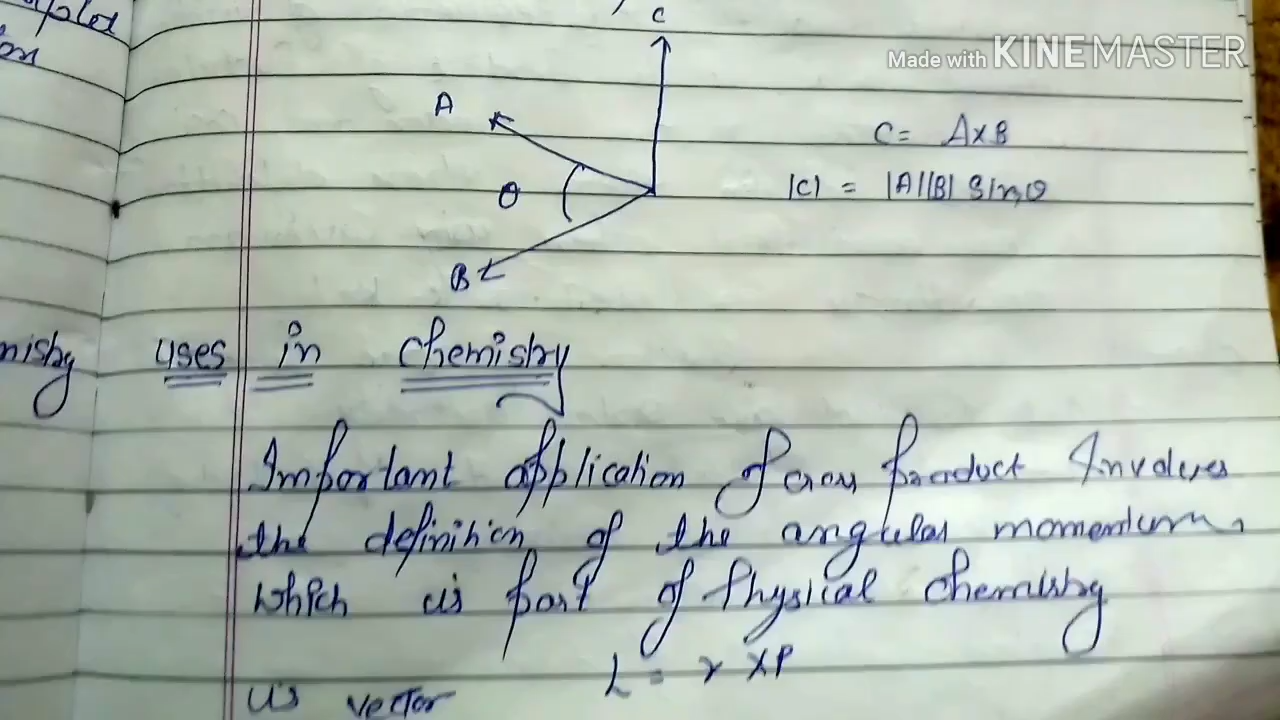 C
Made with KINEMASTER
A
C = A×B
θ
|C| = |A||B| Sinθ
B
uses in Chemistry
Important application of cross product Involves
the definition of the angular momentum,
which is part of Physical chemistry
L = r × P
is vector